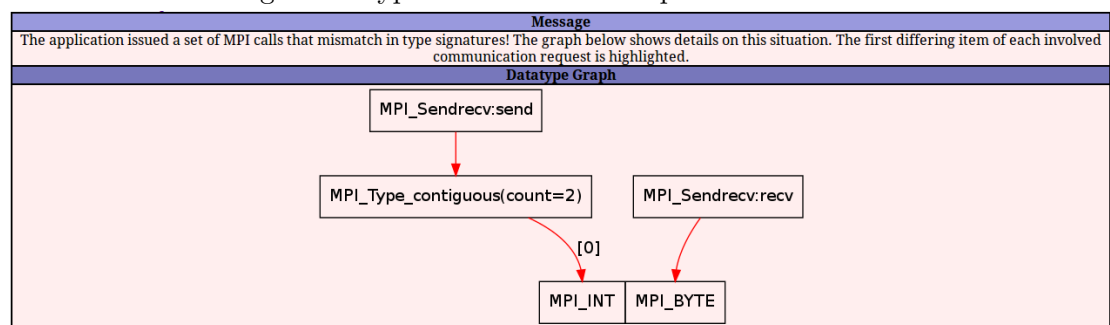 Message
The application issued a set of MPI calls that mismatch in type signatures! The graph below shows details on this situation. The first differing item of each involved
communication request is highlighted.
Datatype Graph
MPI_Sendrecv:send
MPI_Type_contiguous(count=2)
MPI_Sendrecv:recv
[0]
MPI_INT
MPI_BYTE